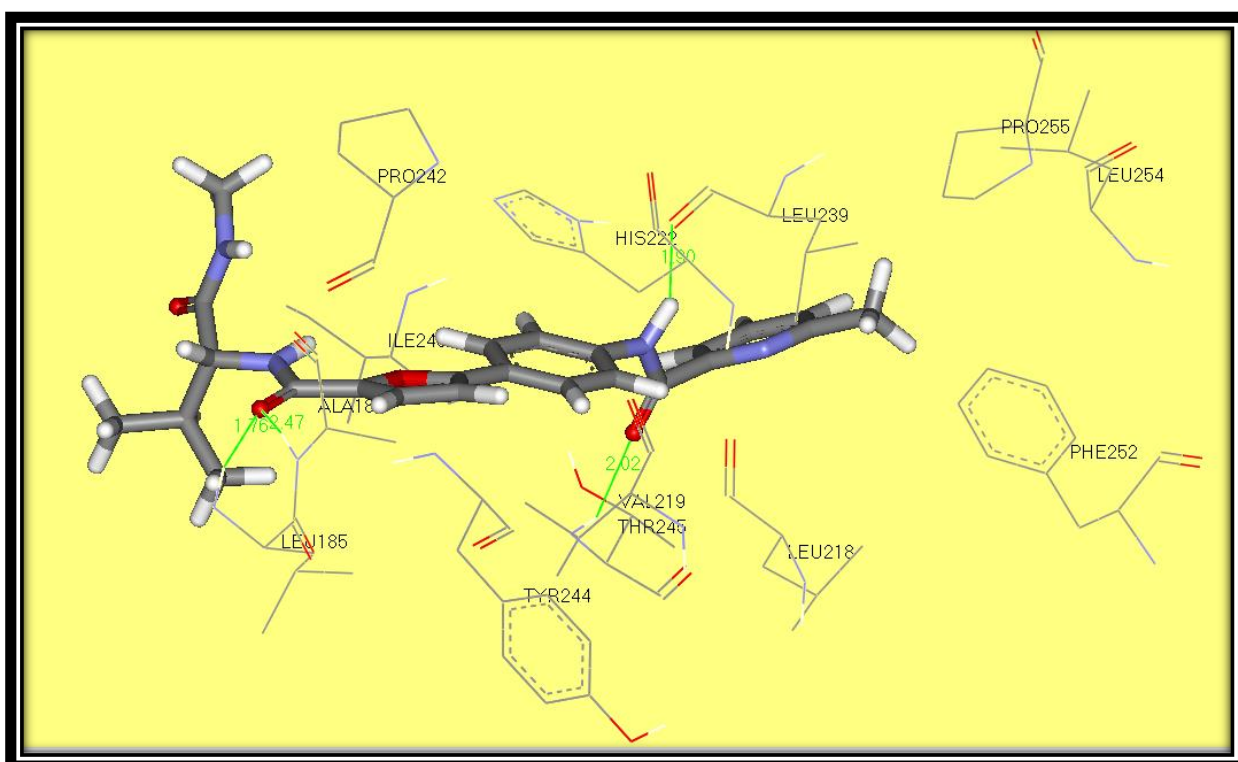 PRO255
LEU254
PRO242
LEU239
HIS222
1.90
ALA18
1.76
2.47
PHE252
2.02
VAL219
THR245
LEU185
LEU218
TYR244